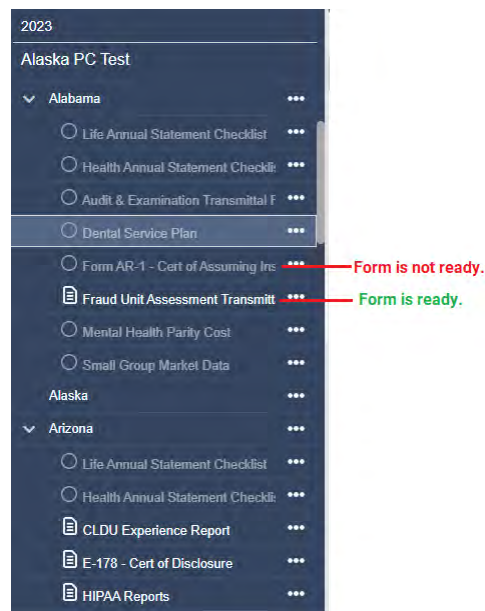 2023
Alaska PC Test
Alabama
Life Annual Statement Checklist
Health Annual Statement Checklis
Audit & Examination Transmittal F
Dental Service Plan
Form AR-1 - Cert of Assuming Ins
Form is not ready.
Fraud Unit Assessment Transmitt
Form is ready.
Mental Health Parity Cost
Small Group Market Data
Alaska
Arizona
Life Annual Statement Checklist
Health Annual Statement Checklis
CLDU Experience Report
E-178 - Cert of Disclosure
HIPAA Reports